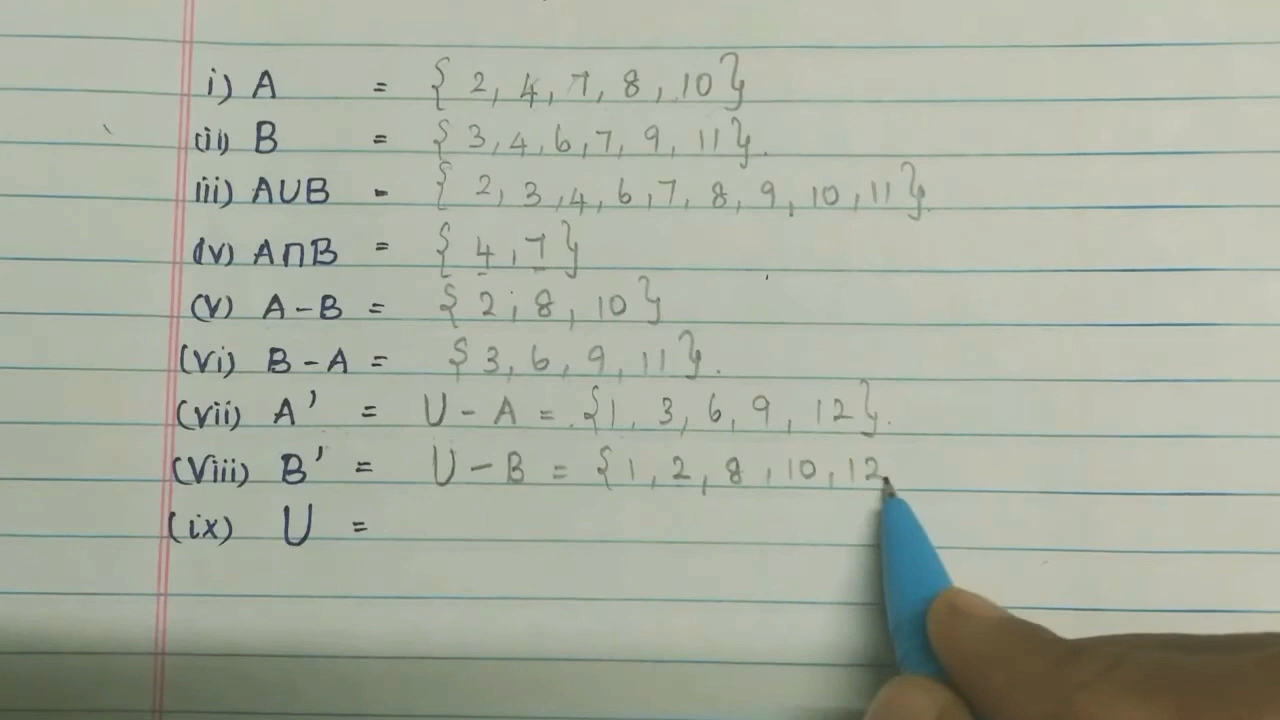 i) A = { 2, 4, 7, 8, 10}
(ii) B = { 3, 4, 6, 7, 9, 11}.
iii) A∪B = { 2, 3, 4, 6, 7, 8, 9, 10, 11}.
(v) A∩B = { 4, 7}
(v) A-B = { 2, 8, 10}
(vi) B-A = { 3, 6, 9, 11}.
(vii) A' = U-A = {1, 3, 6, 9, 12}.
(viii) B' = U-B = {1, 2, 8, 10, 12
(ix) U =